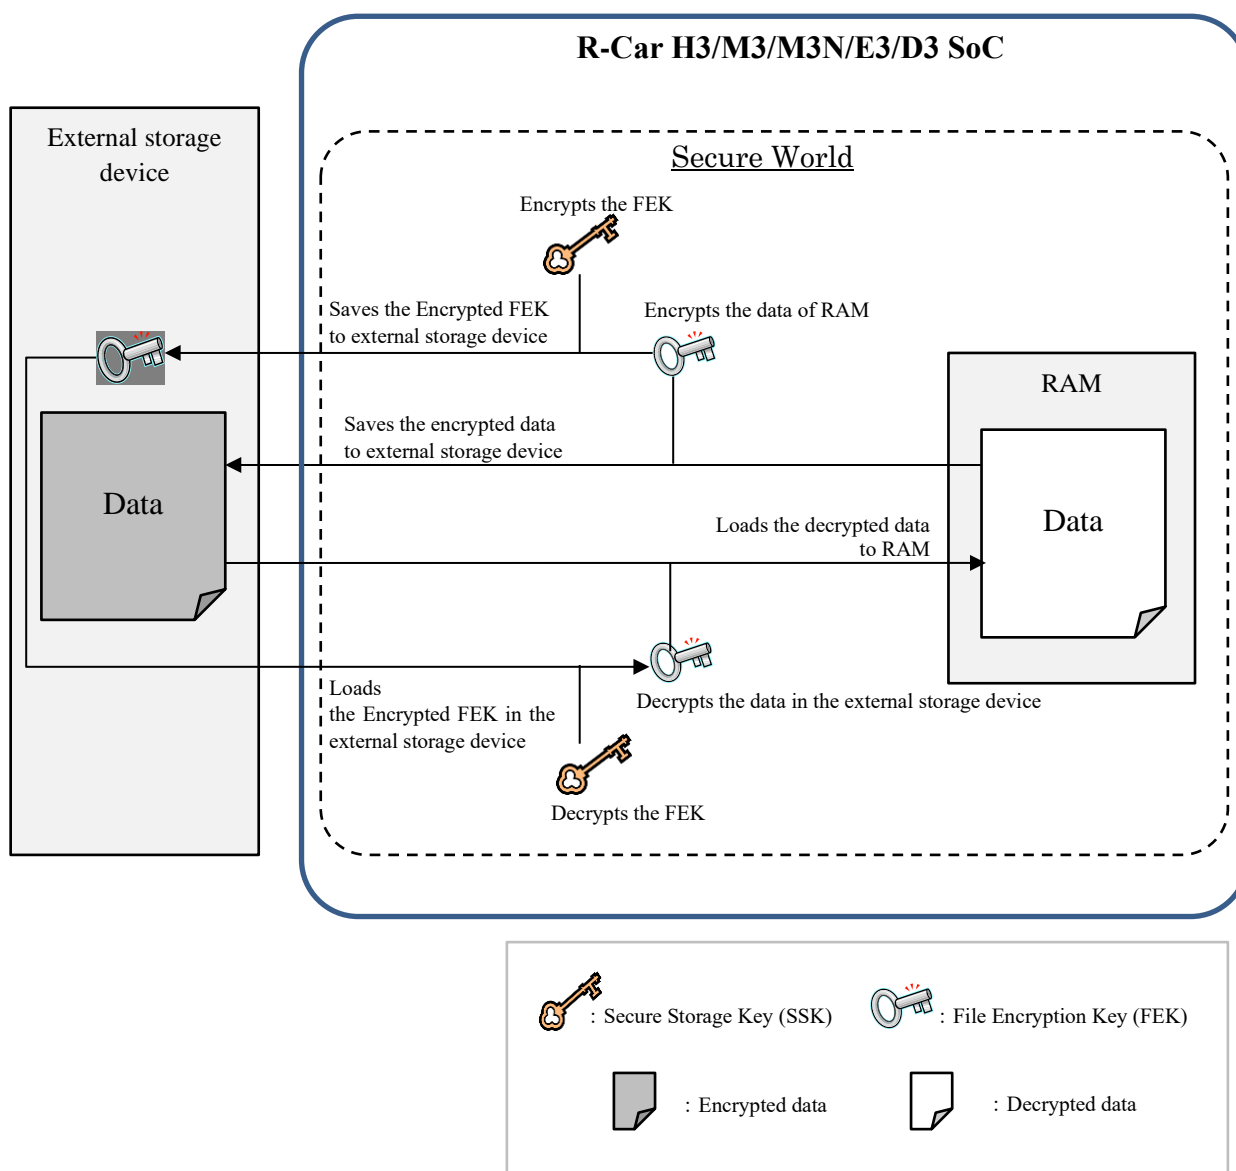 R-Car H3/M3/M3N/E3/D3 SoC
External storage
device
Secure World
Encrypts the FEK
Saves the Encrypted FEK
to external storage device
Encrypts the data of RAM
RAM
Saves the encrypted data
to external storage device
Data
Data
Loads the decrypted data
to RAM
Loads
the Encrypted FEK in the
external storage device
Decrypts the data in the external storage device
Decrypts the FEK
: Secure Storage Key (SSK)
: File Encryption Key (FEK)
: Encrypted data
: Decrypted data